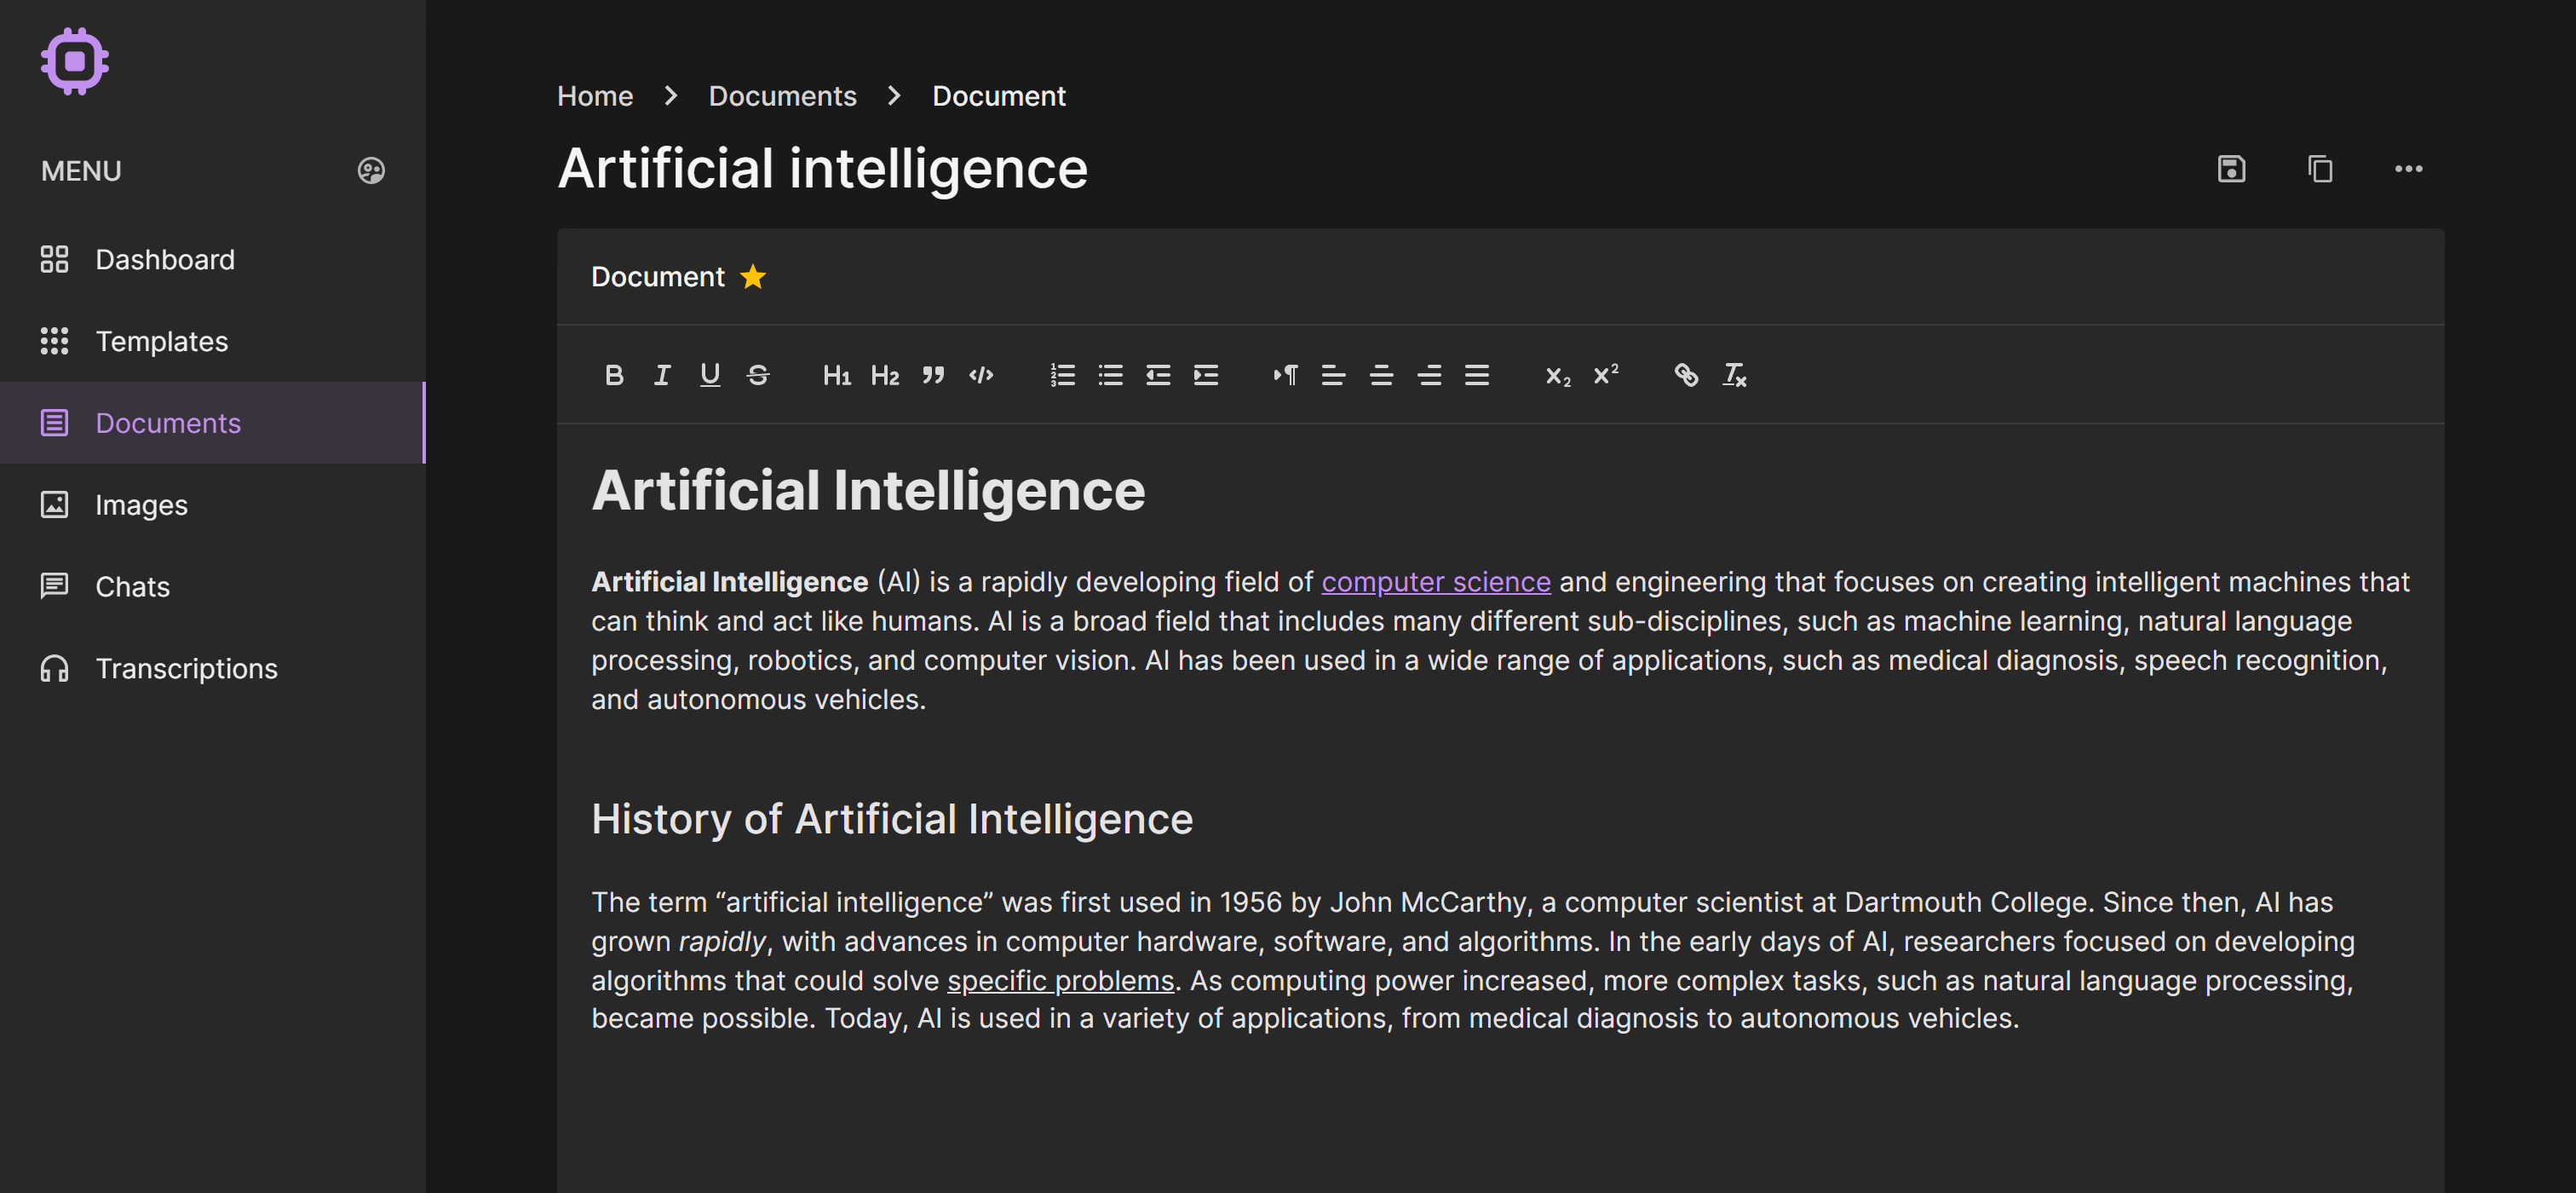 MENU
Dashboard
Templates
Documents
Images
Chats
Transcriptions
Home > Documents > Document
Artificial intelligence
Document
B I U S H1 H2 ” </> x₂ x²
Artificial Intelligence
Artificial Intelligence (AI) is a rapidly developing field of computer science and engineering that focuses on creating intelligent machines that
can think and act like humans. AI is a broad field that includes many different sub-disciplines, such as machine learning, natural language
processing, robotics, and computer vision. AI has been used in a wide range of applications, such as medical diagnosis, speech recognition,
and autonomous vehicles.
History of Artificial Intelligence
The term “artificial intelligence” was first used in 1956 by John McCarthy, a computer scientist at Dartmouth College. Since then, AI has
grown rapidly, with advances in computer hardware, software, and algorithms. In the early days of AI, researchers focused on developing
algorithms that could solve specific problems. As computing power increased, more complex tasks, such as natural language processing,
became possible. Today, AI is used in a variety of applications, from medical diagnosis to autonomous vehicles.